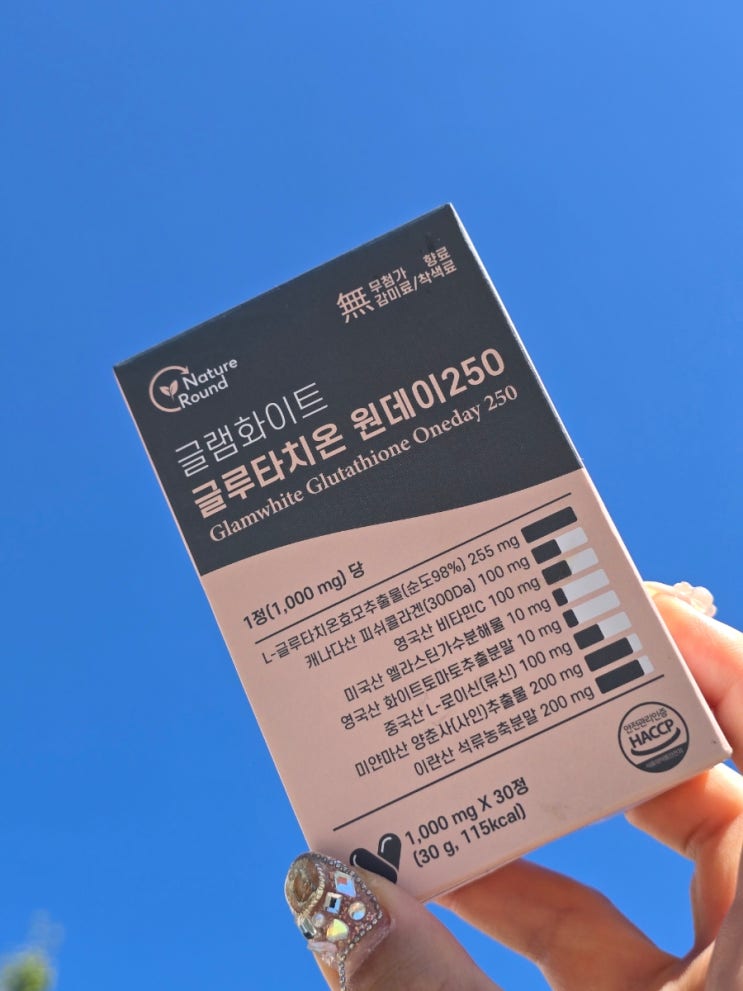 無 무첨가 향료
감미료/착색료
Nature
Round
글램화이트
글루타치온 원데이250
Glamwhite Glutathione Oneday 250
1정(1,000 mg) 당
L-글루타치온효모추출물(순도98%) 255 mg
캐나다산 피쉬콜라겐(300Da) 100 mg
영국산 비타민C 100 mg
미국산 엘라스틴가수분해물 10 mg
영국산 화이트토마토추출분말 10 mg
중국산 L-로이신(류신) 100 mg
미얀마산 양춘사(사인)추출물 200 mg
이란산 석류농축분말 200 mg
안전관리인증
HACCP
1,000 mg X 30정
(30 g, 115kcal)